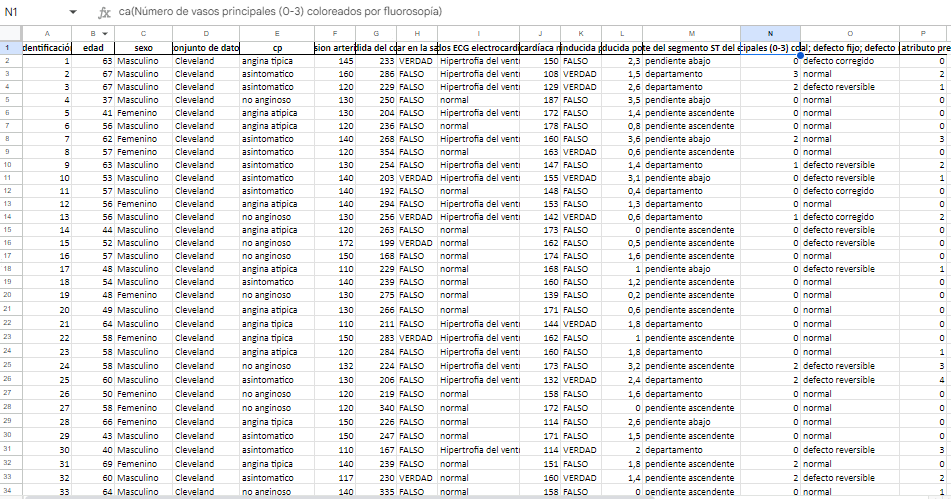 N1 fx ca(Número de vasos principales (0-3) coloreados por fluorosopía)
A B C D E F G H I J K L M N O P
1 dentificación edad sexo onjunto de dato cp sion arteri dida del co ar en la sa dos ECG electrocardi cardíaca m inducida p ducida po te del segmento ST del e cipales (0-3) co al; defecto fijo; defecto atributo pre
2 1 63 Masculino Cleveland angina típica 145 233 VERDAD Hipertrofia del vent 150 FALSO 2,3 pendiente abajo 0 defecto corregido 0
3 2 67 Masculino Cleveland asintomatico 160 286 FALSO Hipertrofia del vent 108 VERDAD 1,5 departamento 3 normal 2
4 3 67 Masculino Cleveland asintomatico 120 229 FALSO Hipertrofia del vent 129 VERDAD 2,6 departamento 2 defecto reversible 1
5 4 37 Masculino Cleveland no anginoso 130 250 FALSO normal 187 FALSO 3,5 pendiente abajo 0 normal 0
6 5 41 Femenino Cleveland angina atípica 130 204 FALSO Hipertrofia del vent 172 FALSO 1,4 pendiente ascendente 0 normal 0
7 6 56 Masculino Cleveland angina atípica 120 236 FALSO normal 178 FALSO 0,8 pendiente ascendente 0 normal 0
8 7 62 Femenino Cleveland asintomatico 140 268 FALSO Hipertrofia del vent 160 FALSO 3,6 pendiente abajo 2 normal 3
9 8 57 Femenino Cleveland asintomatico 120 354 FALSO normal 163 VERDAD 0,6 pendiente ascendente 0 normal 0
10 9 63 Masculino Cleveland asintomatico 130 254 FALSO Hipertrofia del vent 147 FALSO 1,4 departamento 1 defecto reversible 2
11 10 53 Masculino Cleveland asintomatico 140 203 VERDAD Hipertrofia del vent 155 VERDAD 3,1 pendiente abajo 0 defecto reversible 1
12 11 57 Masculino Cleveland asintomatico 140 192 FALSO normal 148 FALSO 0,4 departamento 0 defecto corregido 0
13 12 56 Femenino Cleveland angina atípica 140 294 FALSO Hipertrofia del vent 153 FALSO 1,3 departamento 0 normal 0
14 13 56 Masculino Cleveland no anginoso 130 256 VERDAD Hipertrofia del vent 142 VERDAD 0,6 departamento 1 defecto corregido 2
15 14 44 Masculino Cleveland angina atípica 120 263 FALSO normal 173 FALSO 0 pendiente ascendente 0 defecto reversible 0
16 15 52 Masculino Cleveland no anginoso 172 199 VERDAD normal 162 FALSO 0,5 pendiente ascendente 0 defecto reversible 0
17 16 57 Masculino Cleveland no anginoso 150 168 FALSO normal 174 FALSO 1,6 pendiente ascendente 0 normal 0
18 17 48 Masculino Cleveland angina atípica 110 229 FALSO normal 168 FALSO 1 pendiente abajo 0 defecto reversible 1
19 18 54 Masculino Cleveland asintomatico 140 239 FALSO normal 160 FALSO 1,2 pendiente ascendente 0 normal 0
20 19 48 Femenino Cleveland no anginoso 130 275 FALSO normal 139 FALSO 0,2 pendiente ascendente 0 normal 0
21 20 49 Masculino Cleveland angina atípica 130 266 FALSO normal 171 FALSO 0,6 pendiente ascendente 0 normal 0
22 21 64 Masculino Cleveland angina típica 110 211 FALSO Hipertrofia del vent 144 VERDAD 1,8 departamento 0 normal 0
23 22 58 Femenino Cleveland angina típica 150 283 VERDAD Hipertrofia del vent 162 FALSO 1 pendiente ascendente 0 normal 0
24 23 58 Masculino Cleveland angina atípica 120 284 FALSO Hipertrofia del vent 160 FALSO 1,8 departamento 0 normal 1
25 24 58 Masculino Cleveland no anginoso 132 224 FALSO Hipertrofia del vent 173 FALSO 3,2 pendiente ascendente 2 defecto reversible 3
26 25 60 Masculino Cleveland asintomatico 130 206 FALSO Hipertrofia del vent 132 VERDAD 2,4 departamento 2 defecto reversible 4
27 26 50 Femenino Cleveland no anginoso 120 219 FALSO normal 158 FALSO 1,6 departamento 0 normal 0
28 27 58 Femenino Cleveland no anginoso 120 340 FALSO normal 172 FALSO 0 pendiente ascendente 0 normal 0
29 28 66 Femenino Cleveland angina típica 150 226 FALSO normal 114 FALSO 2,6 pendiente abajo 0 normal 0
30 29 43 Masculino Cleveland asintomatico 150 247 FALSO normal 171 FALSO 1,5 pendiente ascendente 0 normal 0
31 30 40 Masculino Cleveland asintomatico 110 167 FALSO Hipertrofia del vent 114 VERDAD 2 departamento 0 defecto reversible 3
32 31 69 Femenino Cleveland angina típica 140 239 FALSO normal 151 FALSO 1,8 pendiente ascendente 2 normal 0
33 32 60 Masculino Cleveland asintomatico 117 230 VERDAD normal 160 VERDAD 1,4 pendiente ascendente 2 defecto reversible 2
34 33 64 Masculino Cleveland no anginoso 140 335 FALSO normal 158 FALSO 0 pendiente ascendente 0 normal 1